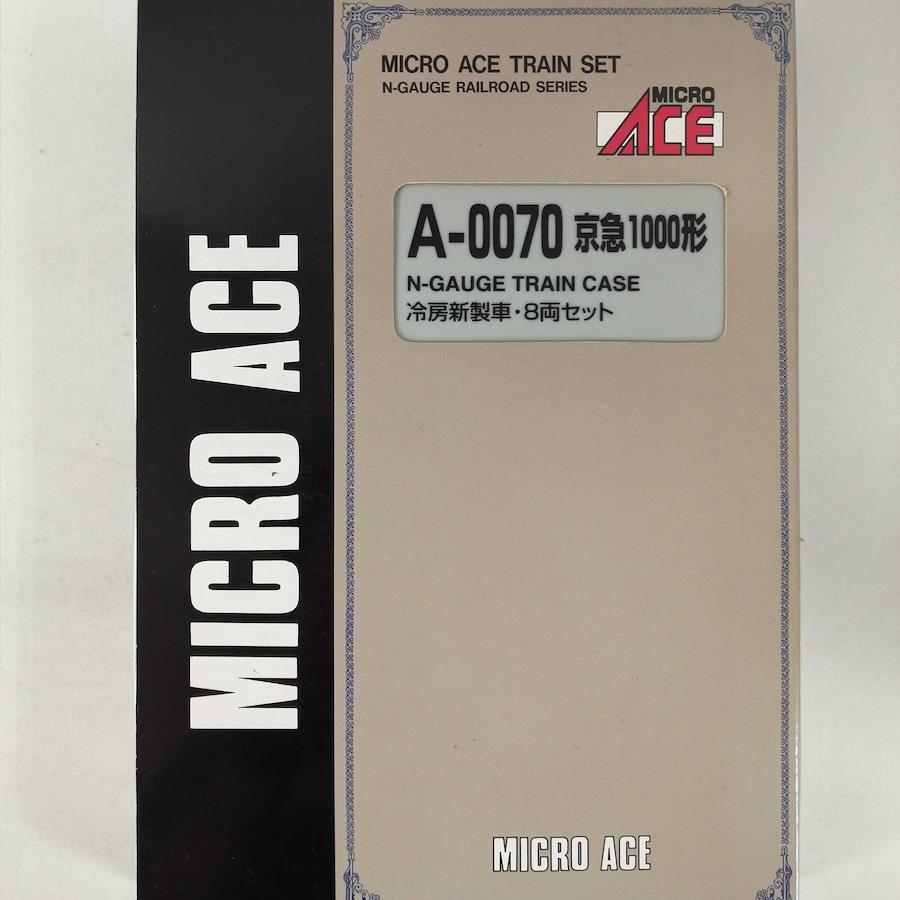 MICRO ACE
MICRO ACE TRAIN SET
N-GAUGE RAILROAD SERIES
MICRO
ACE
A-0070 京急1000形
N-GAUGE TRAIN CASE
冷房新製車・8両セット
MICRO ACE